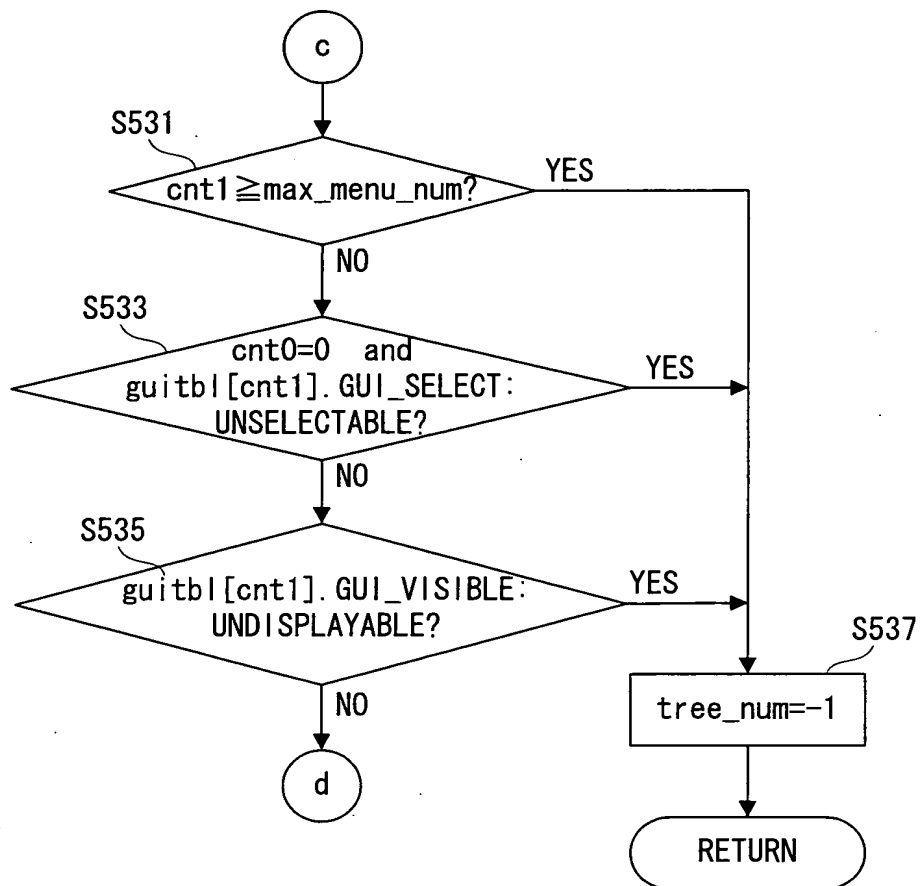 c
S531
cnt1≧max_menu_num?
YES
NO
S533
cnt0=0 and
guitbl[cnt1].GUI_SELECT:
UNSELECTABLE?
YES
NO
S535
guitbl[cnt1].GUI_VISIBLE:
UNDISPLAYABLE?
YES
NO
S537
tree_num=-1
d
RETURN